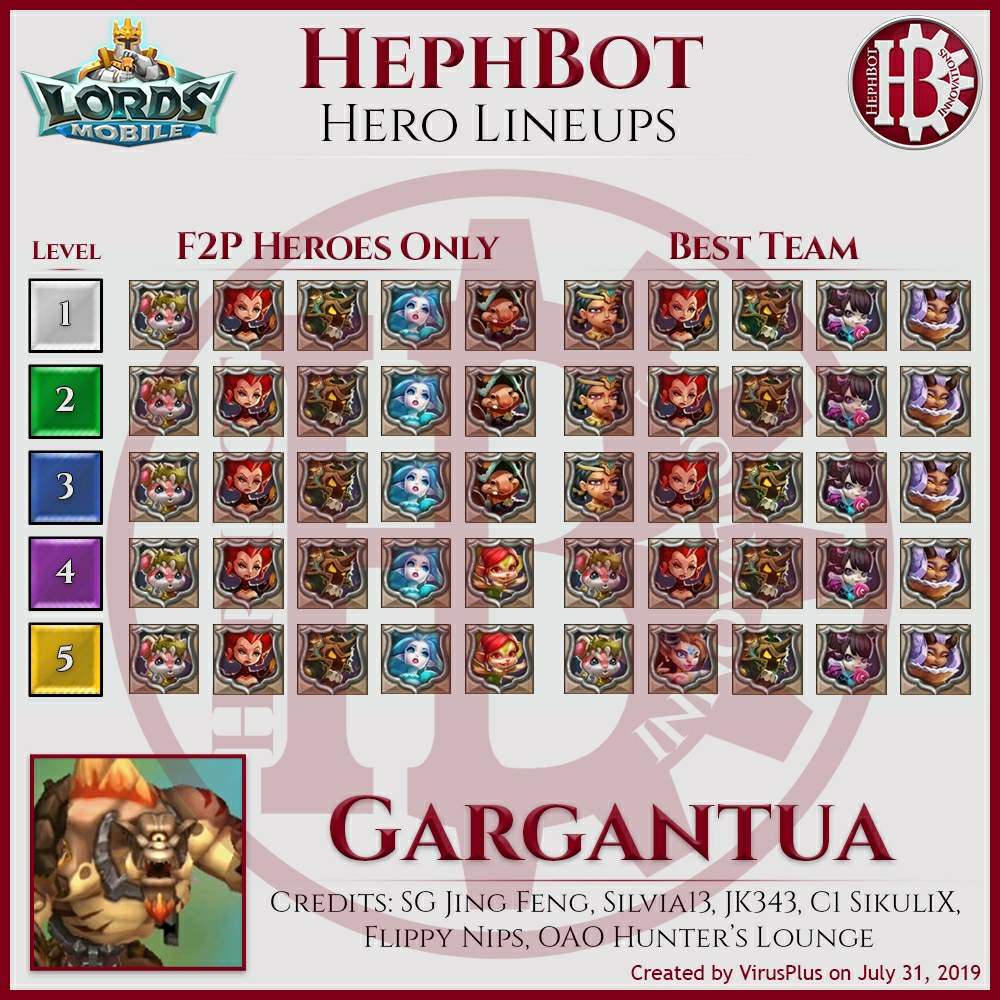 LORDS
MOBILE
HephBot
Hero Lineups
HephBot
HB
Innovations
Level
F2P Heroes Only
Best Team
1
2
3
4
5
Gargantua
Credits: SG Jing Feng, Silvia13, JK343, C1 SikuliX,
Flippy Nips, OAO Hunter's Lounge
Created by VirusPlus on July 31, 2019